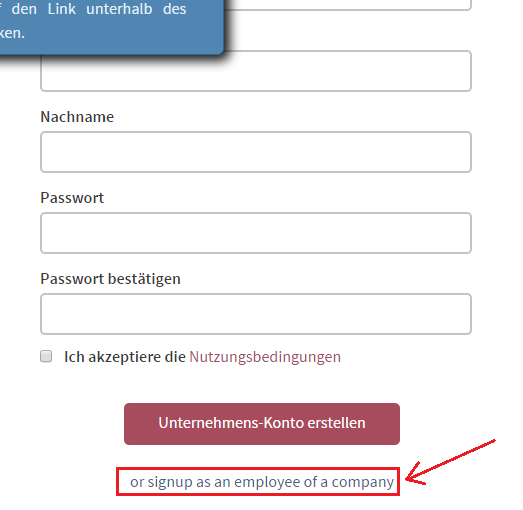 f den Link unterhalb des
ken.
Nachname
Passwort
Passwort bestätigen
Ich akzeptiere die Nutzungsbedingungen
Unternehmens-Konto erstellen
or signup as an employee of a company